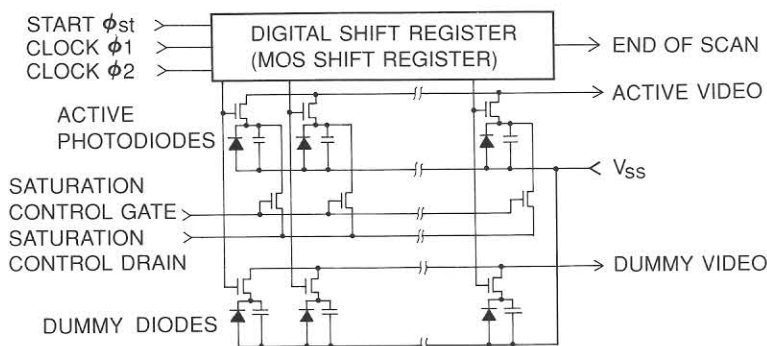 START ϕst
CLOCK ϕ1
CLOCK ϕ2
DIGITAL SHIFT REGISTER
(MOS SHIFT REGISTER)
END OF SCAN
ACTIVE VIDEO
ACTIVE
PHOTODIODES
VSS
SATURATION
CONTROL GATE
SATURATION
CONTROL DRAIN
DUMMY VIDEO
DUMMY DIODES